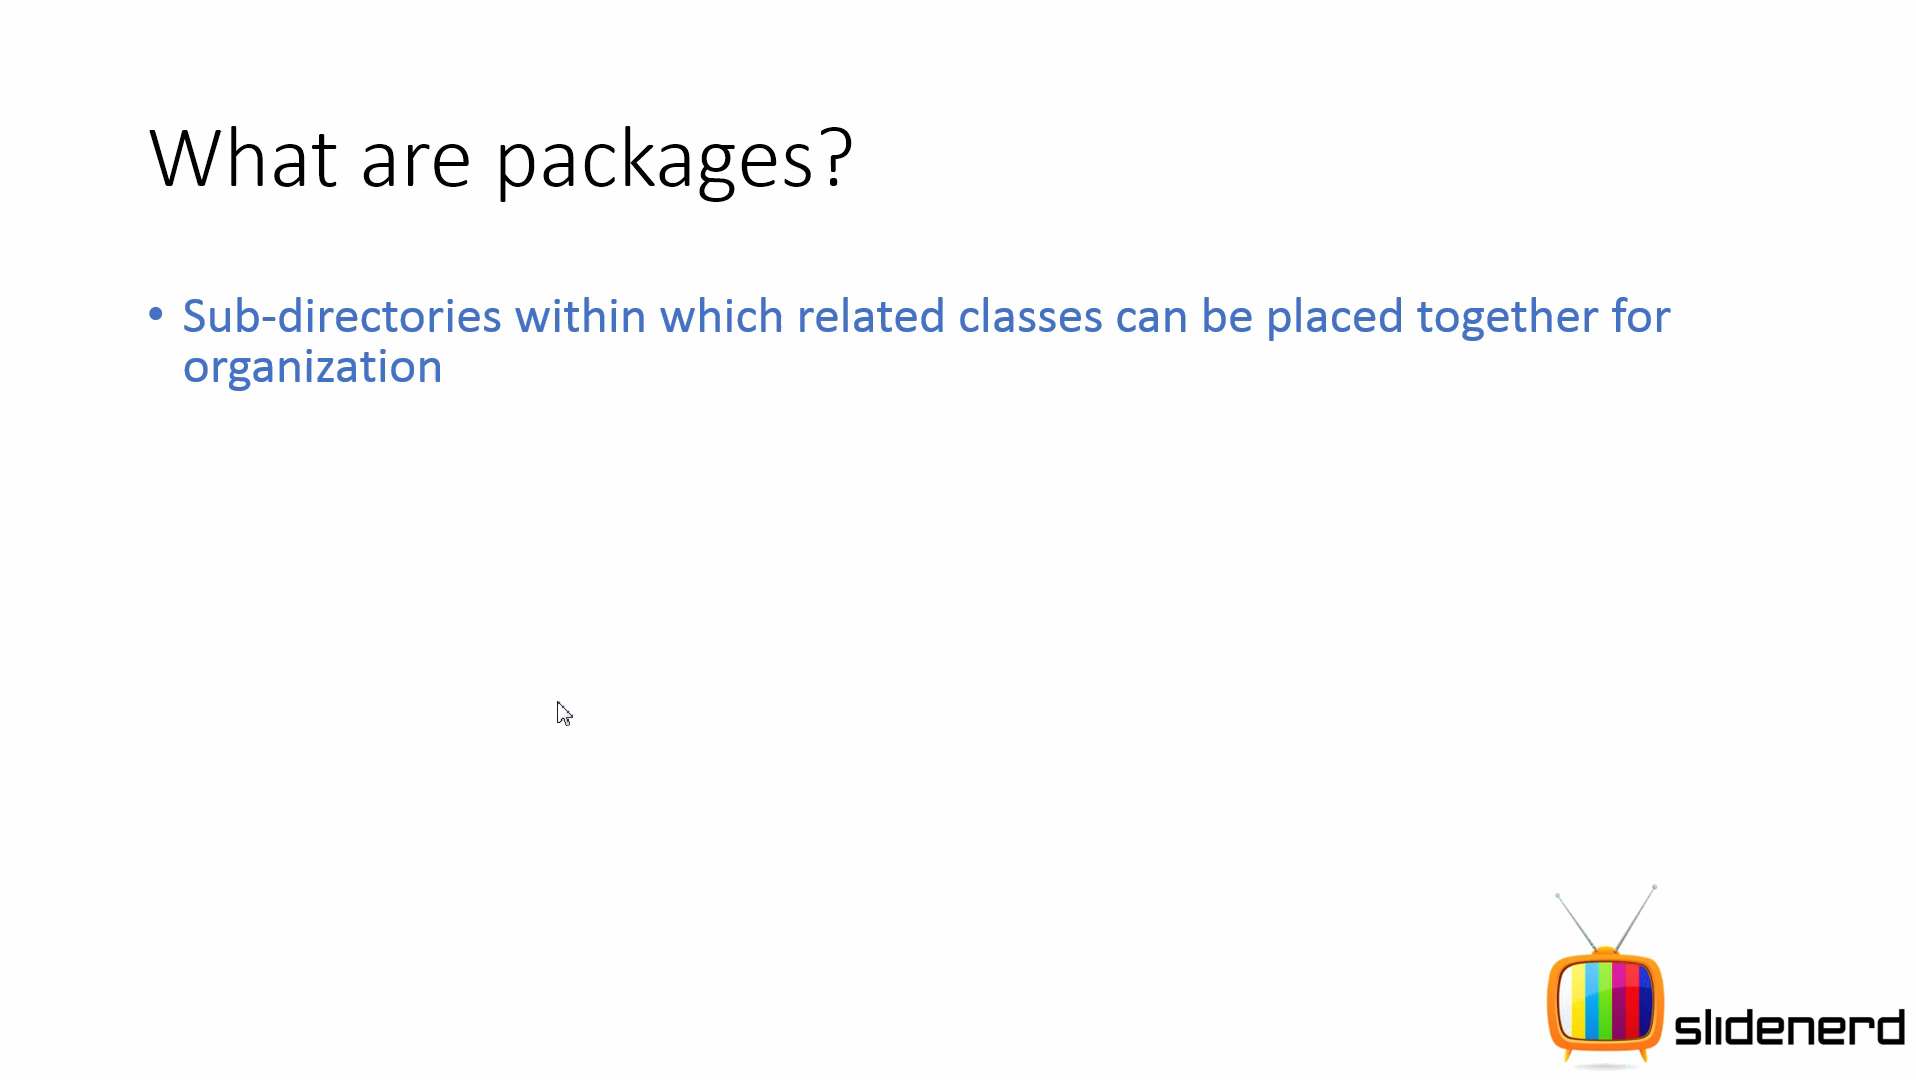 What are packages?
• Sub-directories within which related classes can be placed together for
organization
slidenerd